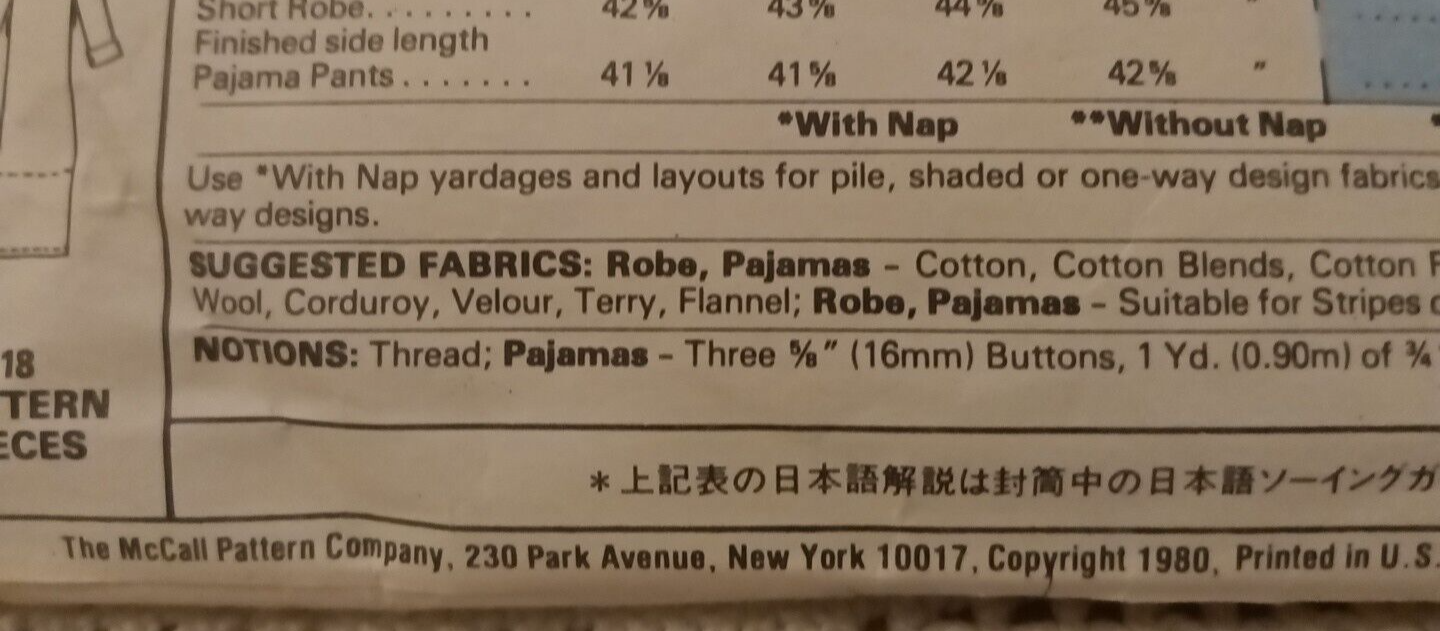 Short Robe. . . . . . . . . . 42⅝ 43⅝ 44⅝ 45⅝ "
Finished side length
Pajama Pants . . . . . . . 41⅛ 41⅝ 42⅛ 42⅝ "
*With Nap **Without Nap *
Use *With Nap yardages and layouts for pile, shaded or one-way design fabrics
way designs.
SUGGESTED FABRICS: Robe, Pajamas – Cotton, Cotton Blends, Cotton
Wool, Corduroy, Velour, Terry, Flannel; Robe, Pajamas – Suitable for Stripes
NOTIONS: Thread; Pajamas – Three ⅝" (16mm) Buttons, 1 Yd. (0.90m) of ¾
18
TERN
ECES
*上記表の日本語解説は封筒中の日本語ソーイングガ
The McCall Pattern Company, 230 Park Avenue, New York 10017, Copyright 1980, Printed in U.S.